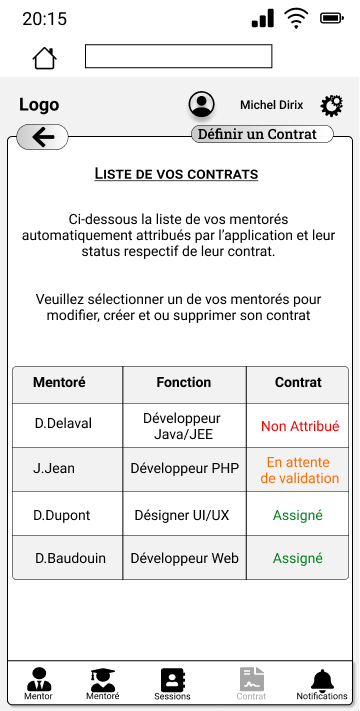 20:15
Logo
Michel Dirix
Définir un Contrat
LISTE DE VOS CONTRATS
Ci-dessous la liste de vos mentorés
automatiquement attribués par l'application et leur
status respectif de leur contrat.
Veuillez sélectionner un de vos mentorés pour
modifier, créer et ou supprimer son contrat
Mentoré Fonction Contrat
D.Delaval Développeur Java/JEE Non Attribué
J.Jean Développeur PHP En attente de validation
D.Dupont Désigner UI/UX Assigné
D.Baudouin Développeur Web Assigné
Mentor Mentoré Sessions Contrat Notifications